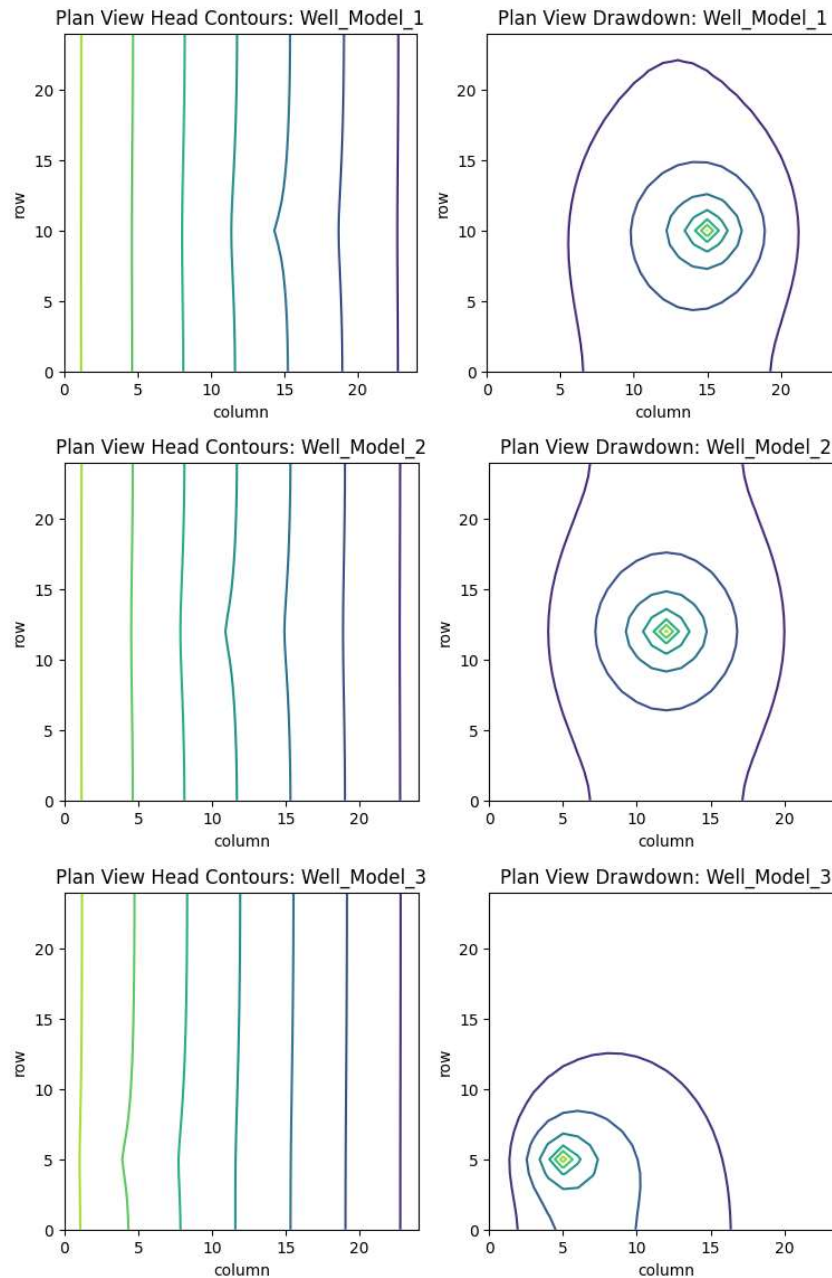 Plan View Head Contours: Well_Model_1
20
15
10
5
0
row
0 5 10 15 20
column
Plan View Drawdown: Well_Model_1
20
15
10
5
0
row
0 5 10 15 20
column
Plan View Head Contours: Well_Model_2
20
15
10
5
0
row
0 5 10 15 20
column
Plan View Drawdown: Well_Model_2
20
15
10
5
0
row
0 5 10 15 20
column
Plan View Head Contours: Well_Model_3
20
15
10
5
0
row
0 5 10 15 20
column
Plan View Drawdown: Well_Model_3
20
15
10
5
0
row
0 5 10 15 20
column